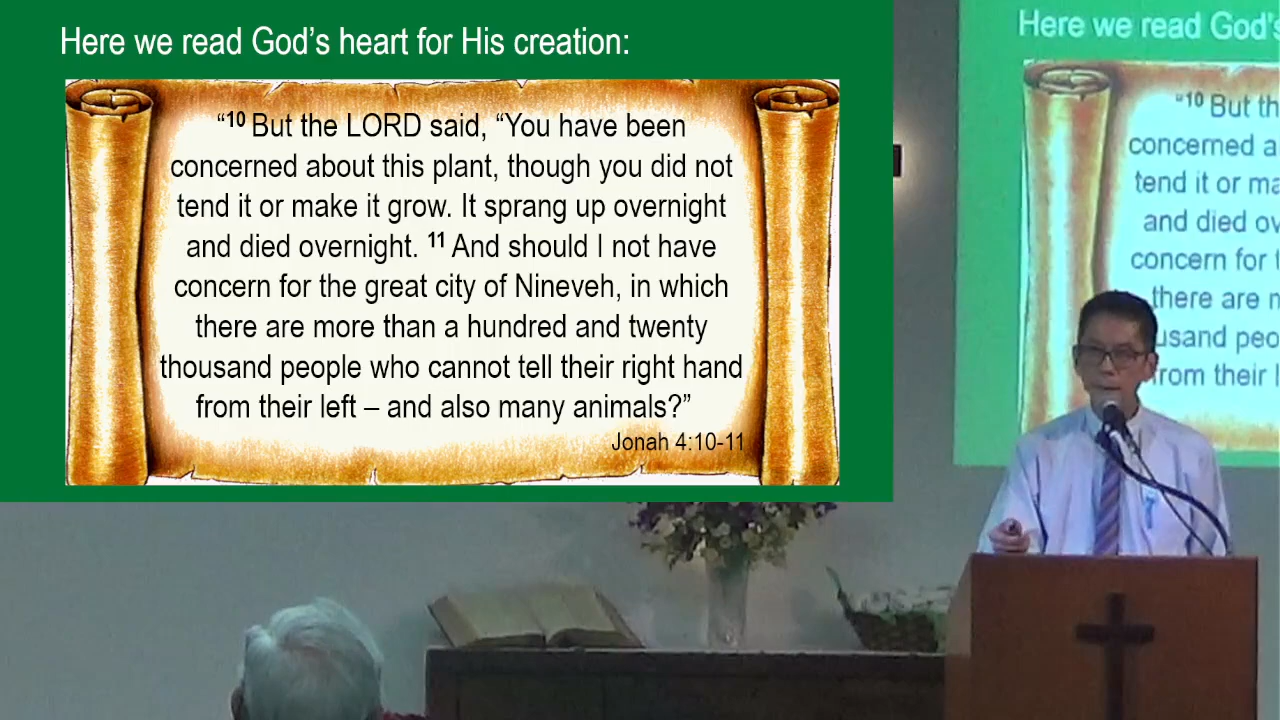 Here we read God’s heart for His creation:
“10 But the LORD said, “You have been
concerned about this plant, though you did not
tend it or make it grow. It sprang up overnight
and died overnight. 11 And should I not have
concern for the great city of Nineveh, in which
there are more than a hundred and twenty
thousand people who cannot tell their right hand
from their left – and also many animals?”
Jonah 4:10-11
Here we read God's
“10 But th
concerned a
tend it or ma
and died ov
concern for t
there are m
usand peo
from their l